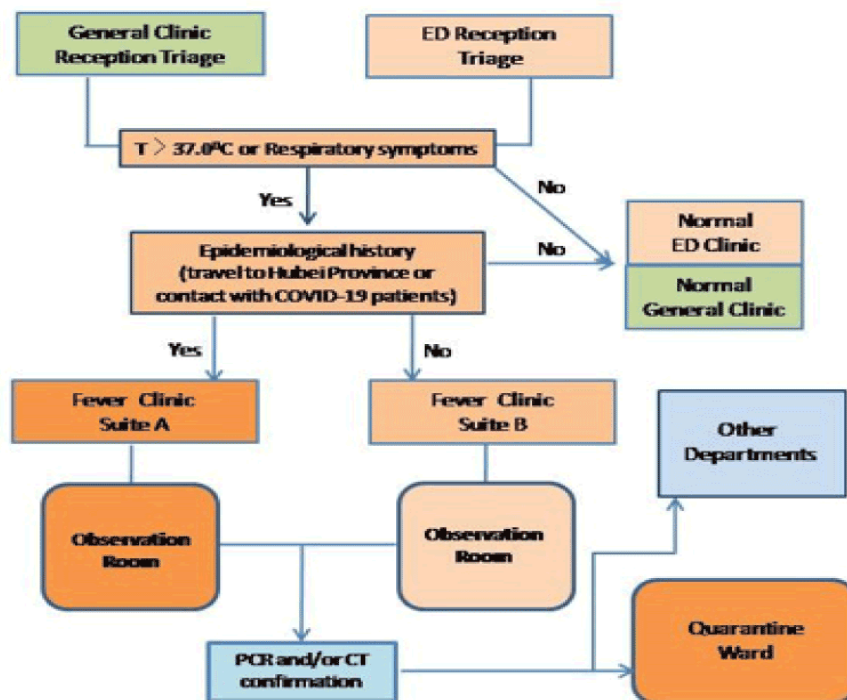 General Clinic
Reception Triage
ED Reception
Triage
T > 37.0⁰C or Respiratory symptoms
No
Yes
Normal
ED Clinic
Epidemiological history
(travel to Hubei Province or
contact with COVID-19 patients)
No
Normal
General Clinic
Yes
No
Fever Clinic
Suite A
Fever Clinic
Suite B
Other
Departments
Observation
Room
Observation
Room
Quarantine
Ward
PCR and/or CT
confirmation